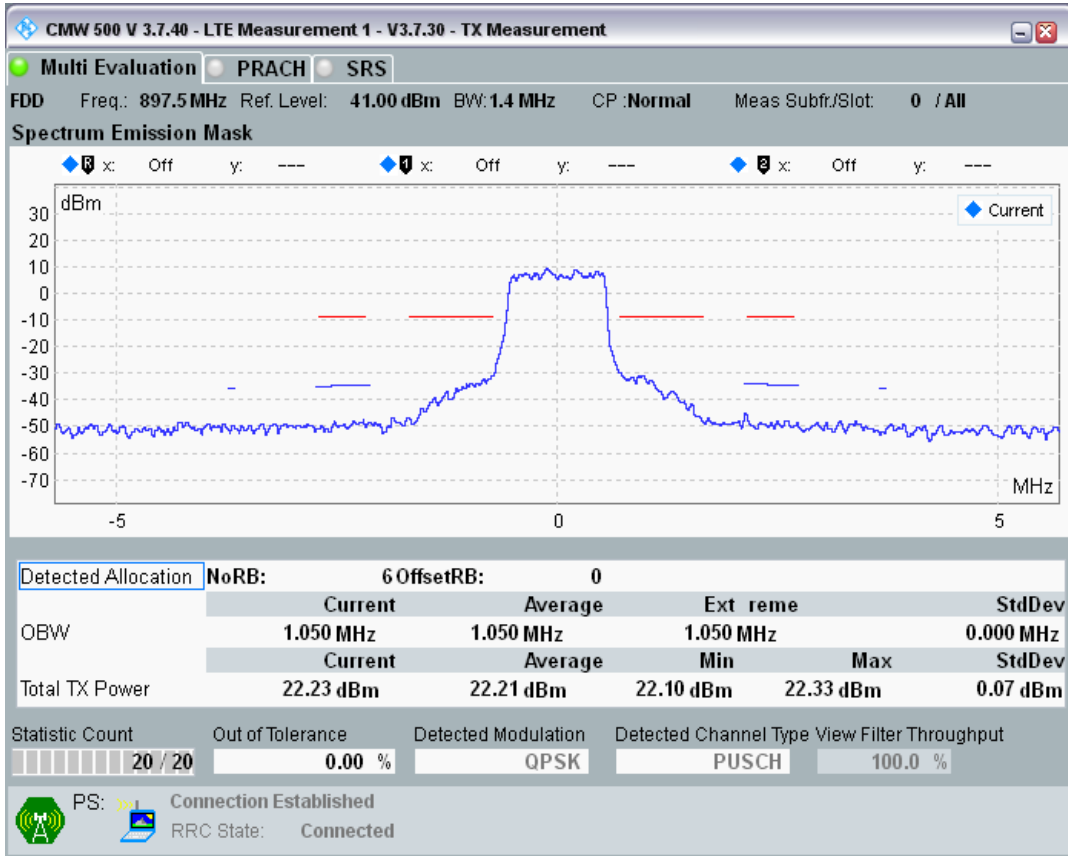 CMW 500 V 3.7.40 - LTE Measurement 1 - V3.7.30 - TX Measurement
Multi Evaluation PRACH SRS
FDD Freq.: 897.5 MHz Ref. Level: 41.00 dBm BW: 1.4 MHz CP :Normal Meas Subfr./Slot: 0 / All
Spectrum Emission Mask
R x: Off y: --- 1 x: Off y: --- 2 x: Off y: ---
dBm
Current
30
20
10
0
-10
-20
-30
-40
-50
-60
-70
MHz
-5 0 5
Detected Allocation NoRB: 6 OffsetRB: 0
Current Average Ext reme StdDev
OBW 1.050 MHz 1.050 MHz 1.050 MHz 0.000 MHz
Current Average Min Max StdDev
Total TX Power 22.23 dBm 22.21 dBm 22.10 dBm 22.33 dBm 0.07 dBm
Statistic Count Out of Tolerance Detected Modulation Detected Channel Type View Filter Throughput
20 / 20 0.00 % QPSK PUSCH 100.0 %
PS: Connection Established
RRC State: Connected